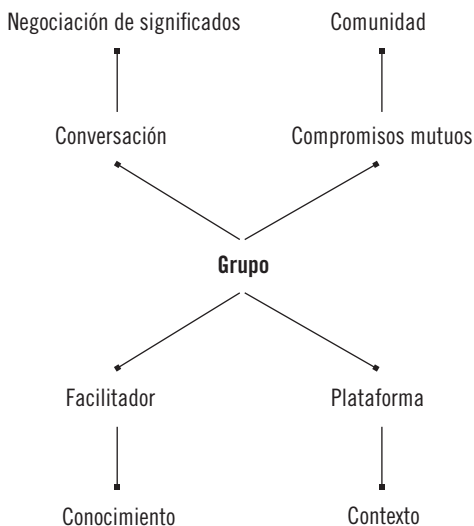 Negociación de significados
Comunidad
Conversación
Compromisos mutuos
Grupo
Facilitador
Plataforma
Conocimiento
Contexto